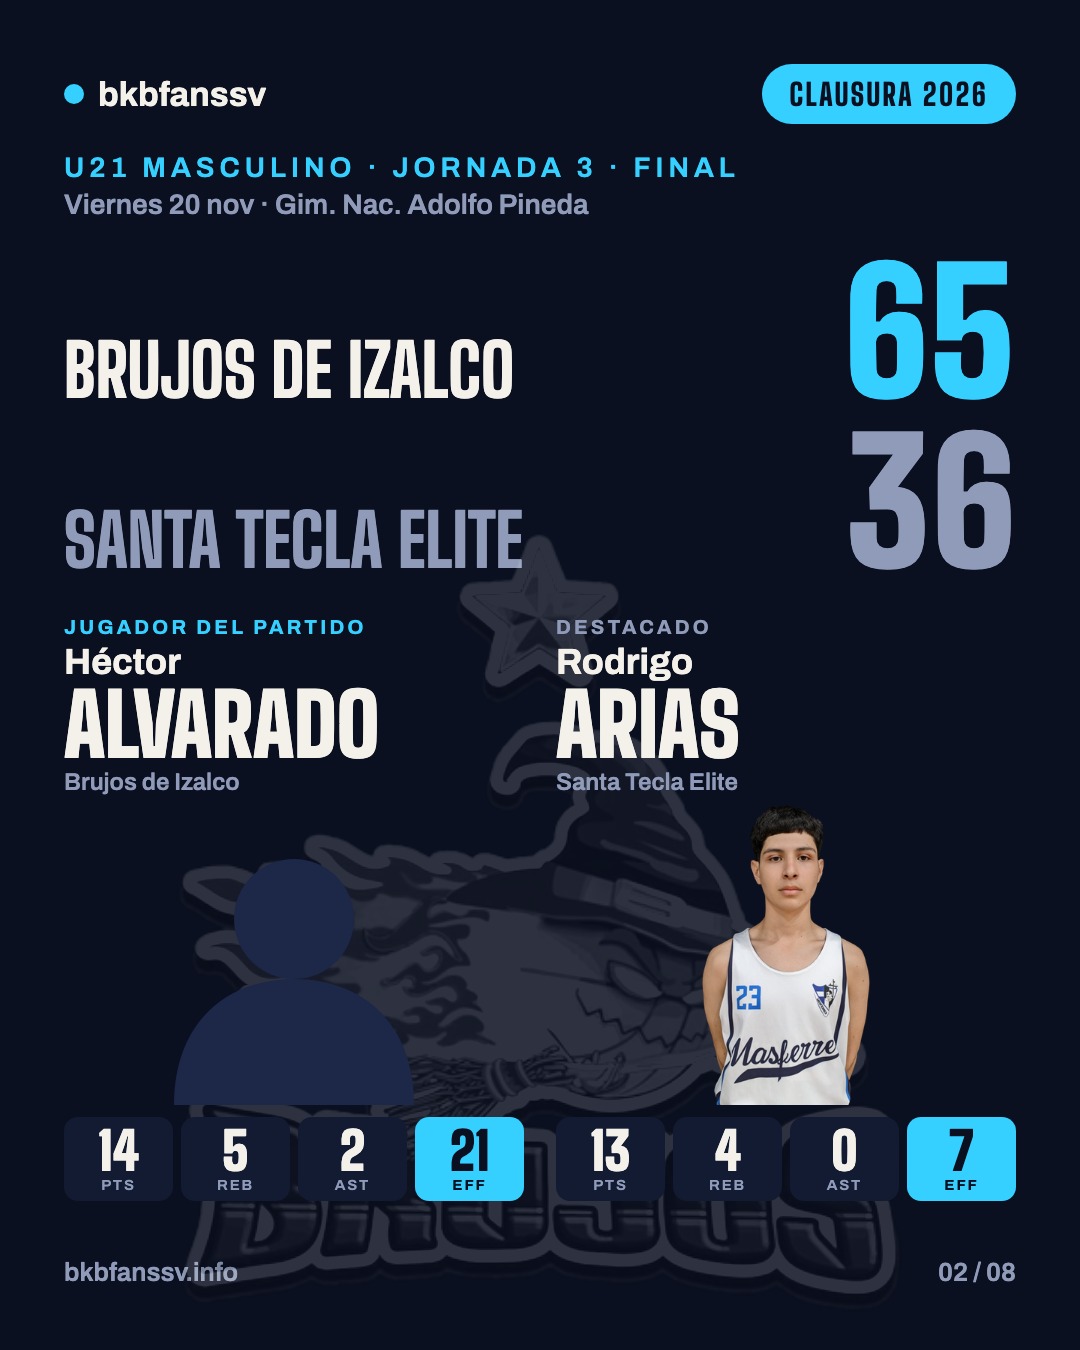 bkbfanssv
CLAUSURA 2026
U21 MASCULINO · JORNADA 3 · FINAL
Viernes 20 nov · Gim. Nac. Adolfo Pineda
BRUJOS DE IZALCO
65
SANTA TECLA ELITE
36
JUGADOR DEL PARTIDO
Héctor
ALVARADO
Brujos de Izalco
DESTACADO
Rodrigo
ARIAS
Santa Tecla Elite
23
Masferre
14
PTS
5
REB
2
AST
21
EFF
13
PTS
4
REB
0
AST
7
EFF
BRUJOS
bkbfanssv.info
02 / 08